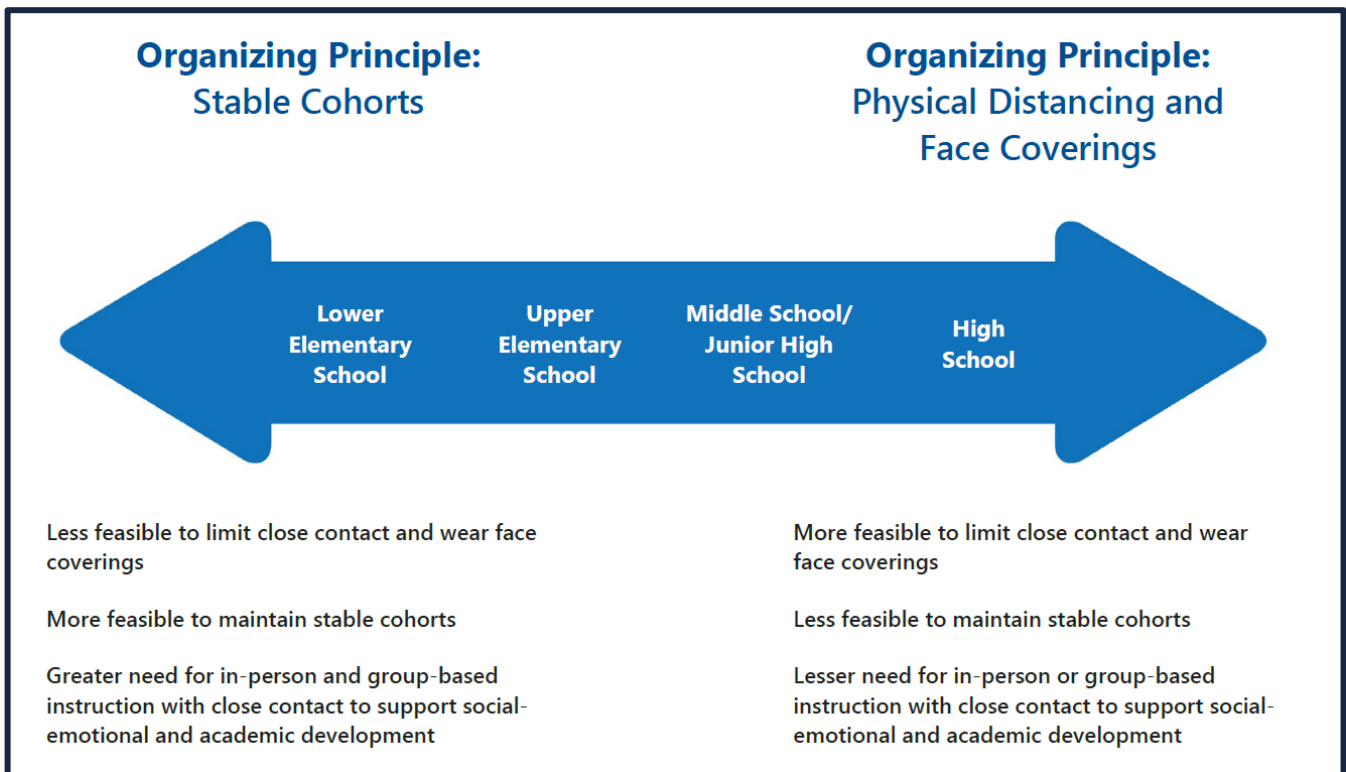 Organizing Principle:
Stable Cohorts
Organizing Principle:
Physical Distancing and
Face Coverings
Lower
Elementary
School
Upper
Elementary
School
Middle School/
Junior High
School
High
School
Less feasible to limit close contact and wear face
coverings
More feasible to maintain stable cohorts
Greater need for in-person and group-based
instruction with close contact to support social-
emotional and academic development
More feasible to limit close contact and wear
face coverings
Less feasible to maintain stable cohorts
Lesser need for in-person or group-based
instruction with close contact to support social-
emotional and academic development